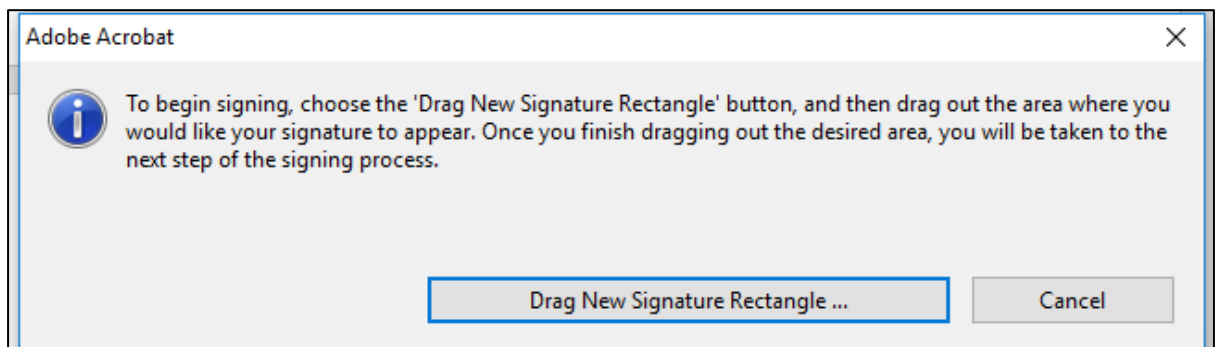 Adobe Acrobat
To begin signing, choose the 'Drag New Signature Rectangle' button, and then drag out the area where you
would like your signature to appear. Once you finish dragging out the desired area, you will be taken to the
next step of the signing process.
Drag New Signature Rectangle ...
Cancel